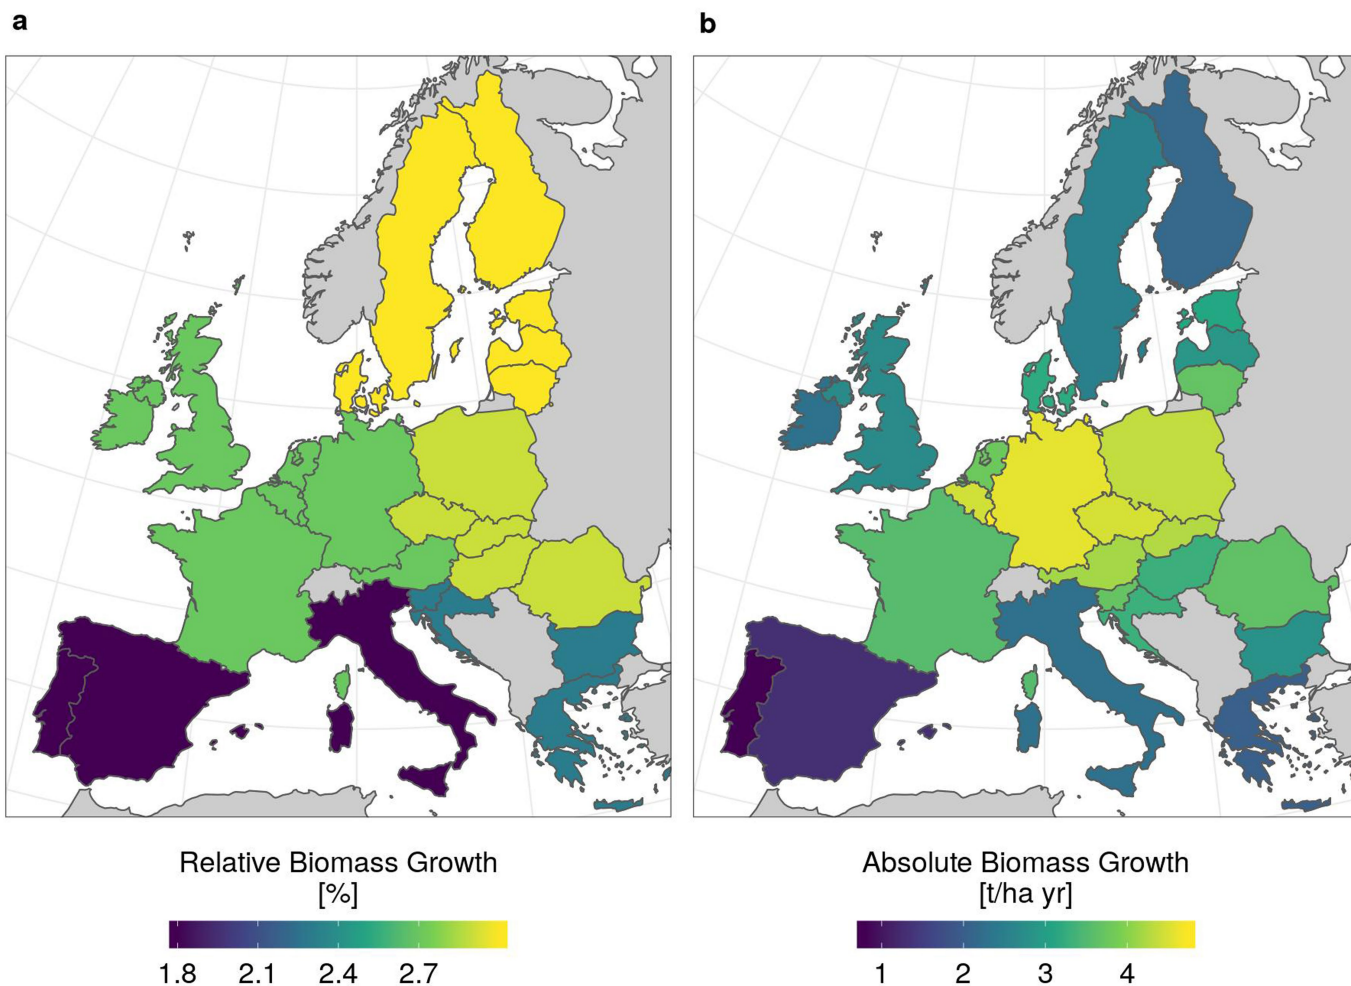 a
b
Relative Biomass Growth
[%]
1.8 2.1 2.4 2.7
Absolute Biomass Growth
[t/ha yr]
1 2 3 4